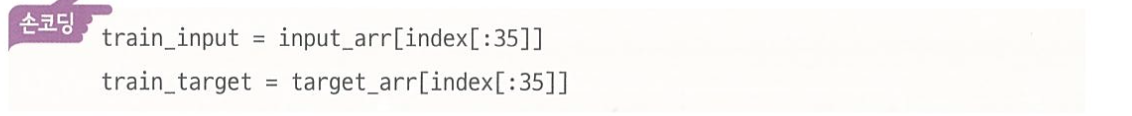 손코딩
train_input = input_arr[index[:35]]
train_target = target_arr[index[:35]]